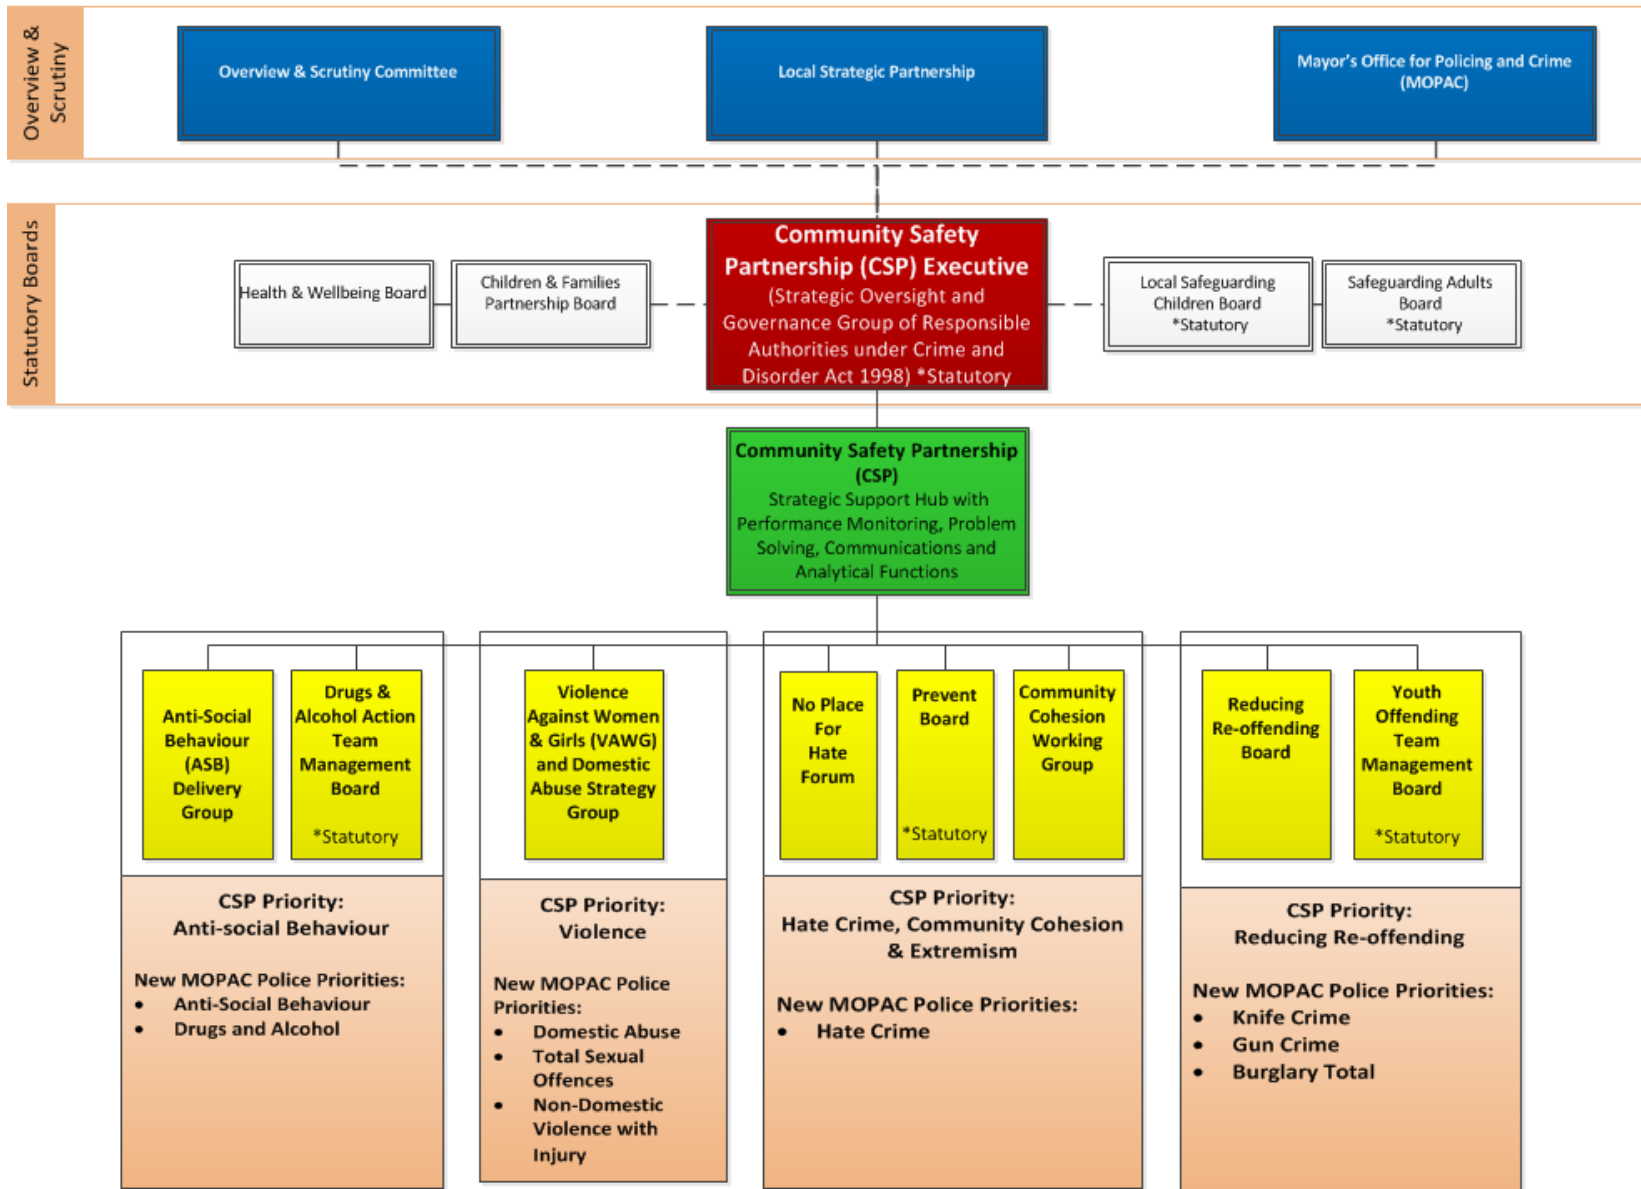 Overview &
Scrutiny
Overview & Scrutiny Committee
Local Strategic Partnership
Mayor's Office for Policing and Crime
(MOPAC)
Statutory Boards
Health & Wellbeing Board
Children & Families
Partnership Board
Community Safety
Partnership (CSP) Executive
(Strategic Oversight and
Governance Group of Responsible
Authorities under Crime and
Disorder Act 1998) *Statutory
Local Safeguarding
Children Board
*Statutory
Safeguarding Adults
Board
*Statutory
Community Safety Partnership
(CSP)
Strategic Support Hub with
Performance Monitoring, Problem
Solving, Communications and
Analytical Functions
Anti-Social
Behaviour
(ASB)
Delivery
Group
Drugs &
Alcohol Action
Team
Management
Board
*Statutory
Violence
Against Women
& Girls (VAWG)
and Domestic
Abuse Strategy
Group
No Place
For
Hate
Forum
Prevent
Board
*Statutory
Community
Cohesion
Working
Group
Reducing
Re-offending
Board
Youth
Offending
Team
Management
Board
*Statutory
CSP Priority:
Anti-social Behaviour
New MOPAC Police Priorities:
• Anti-Social Behaviour
• Drugs and Alcohol
CSP Priority:
Violence
New MOPAC Police
Priorities:
• Domestic Abuse
• Total Sexual
Offences
• Non-Domestic
Violence with
Injury
CSP Priority:
Hate Crime, Community Cohesion
& Extremism
New MOPAC Police Priorities:
• Hate Crime
CSP Priority:
Reducing Re-offending
New MOPAC Police Priorities:
• Knife Crime
• Gun Crime
• Burglary Total